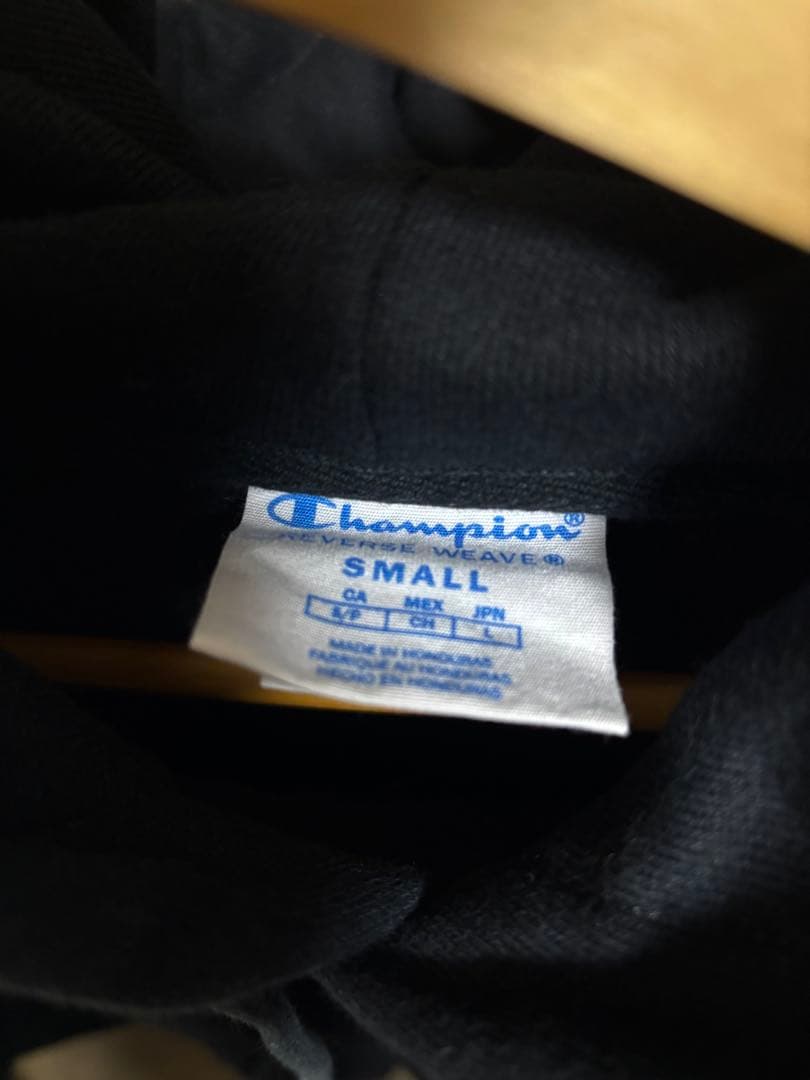 Champion®
REVERSE WEAVE®
SMALL
CA MEX JPN
S/P CH L
MADE IN HONDURAS
FABRIQUÉ AU HONDURAS
HECHO EN HONDURAS